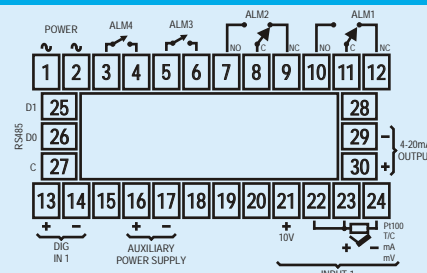 POWER ALM4 ALM3 ALM2 ALM1
NO C NC NO C NC
1 2 3 4 5 6 7 8 9 10 11 12
D1 25 28
RS485 D0 26 29 − 4-20mA
C 27 30 + OUTPUT
13 14 15 16 17 18 19 20 21 22 23 24
+ − + − + Pt100
10V T/C
DIG AUXILIARY + − mA
IN 1 POWER SUPPLY mV
INPUT 1